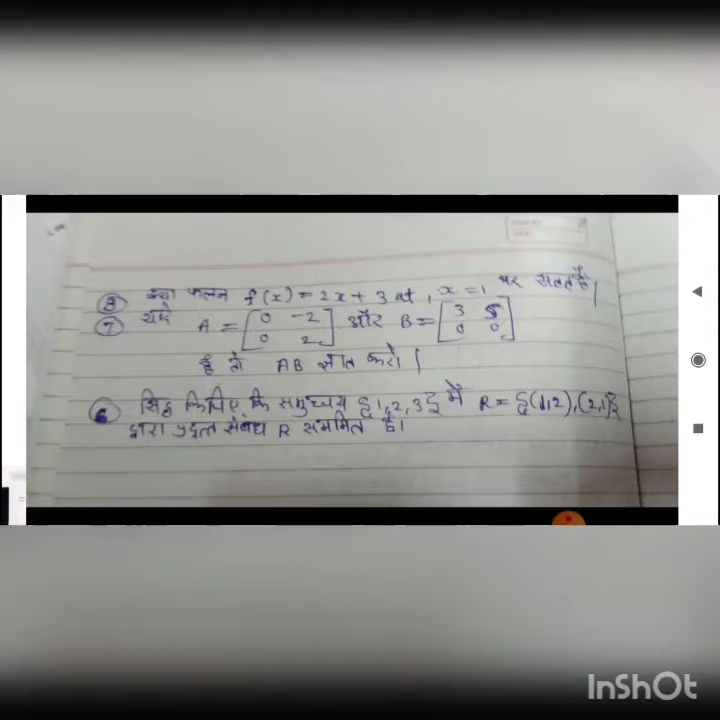 ⑧ क्या फलन f(x) = 2x + 3 at, x = 1 पर सतत है।
⑦ यदि A = [0 -2; 0 2] और B = [3 5; 0 0]
है तो AB ज्ञात करो।
⑥ सिद्ध किजिए कि समुच्चय {1,2,3} में R = {(1,2),(2,1)}
द्वारा प्रदत्त संबंध R सममित है।
InShOt